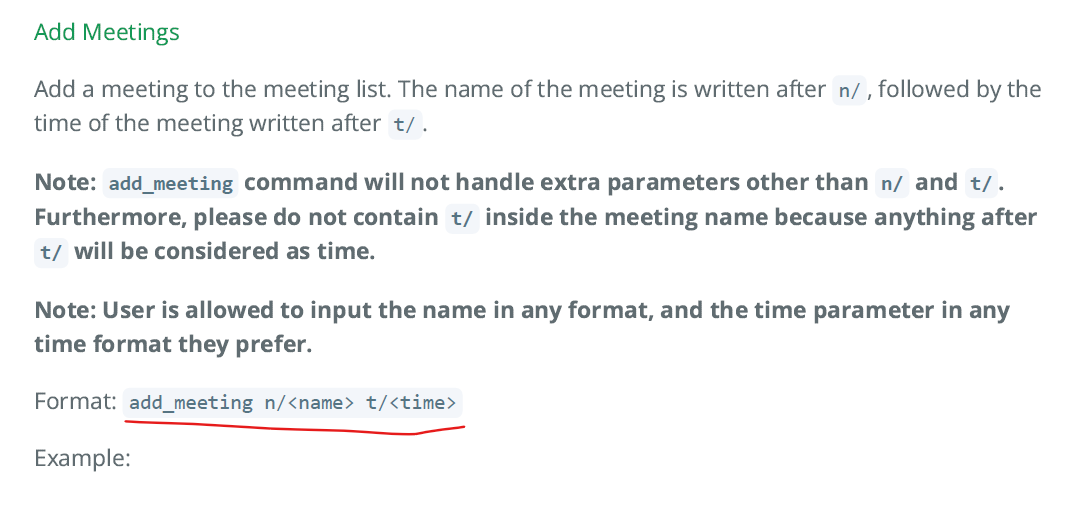 Add Meetings
Add a meeting to the meeting list. The name of the meeting is written after n/ , followed by the
time of the meeting written after t/ .
Note: add_meeting command will not handle extra parameters other than n/ and t/ .
Furthermore, please do not contain t/ inside the meeting name because anything after
t/ will be considered as time.
Note: User is allowed to input the name in any format, and the time parameter in any
time format they prefer.
Format: add_meeting n/<name> t/<time>
Example: